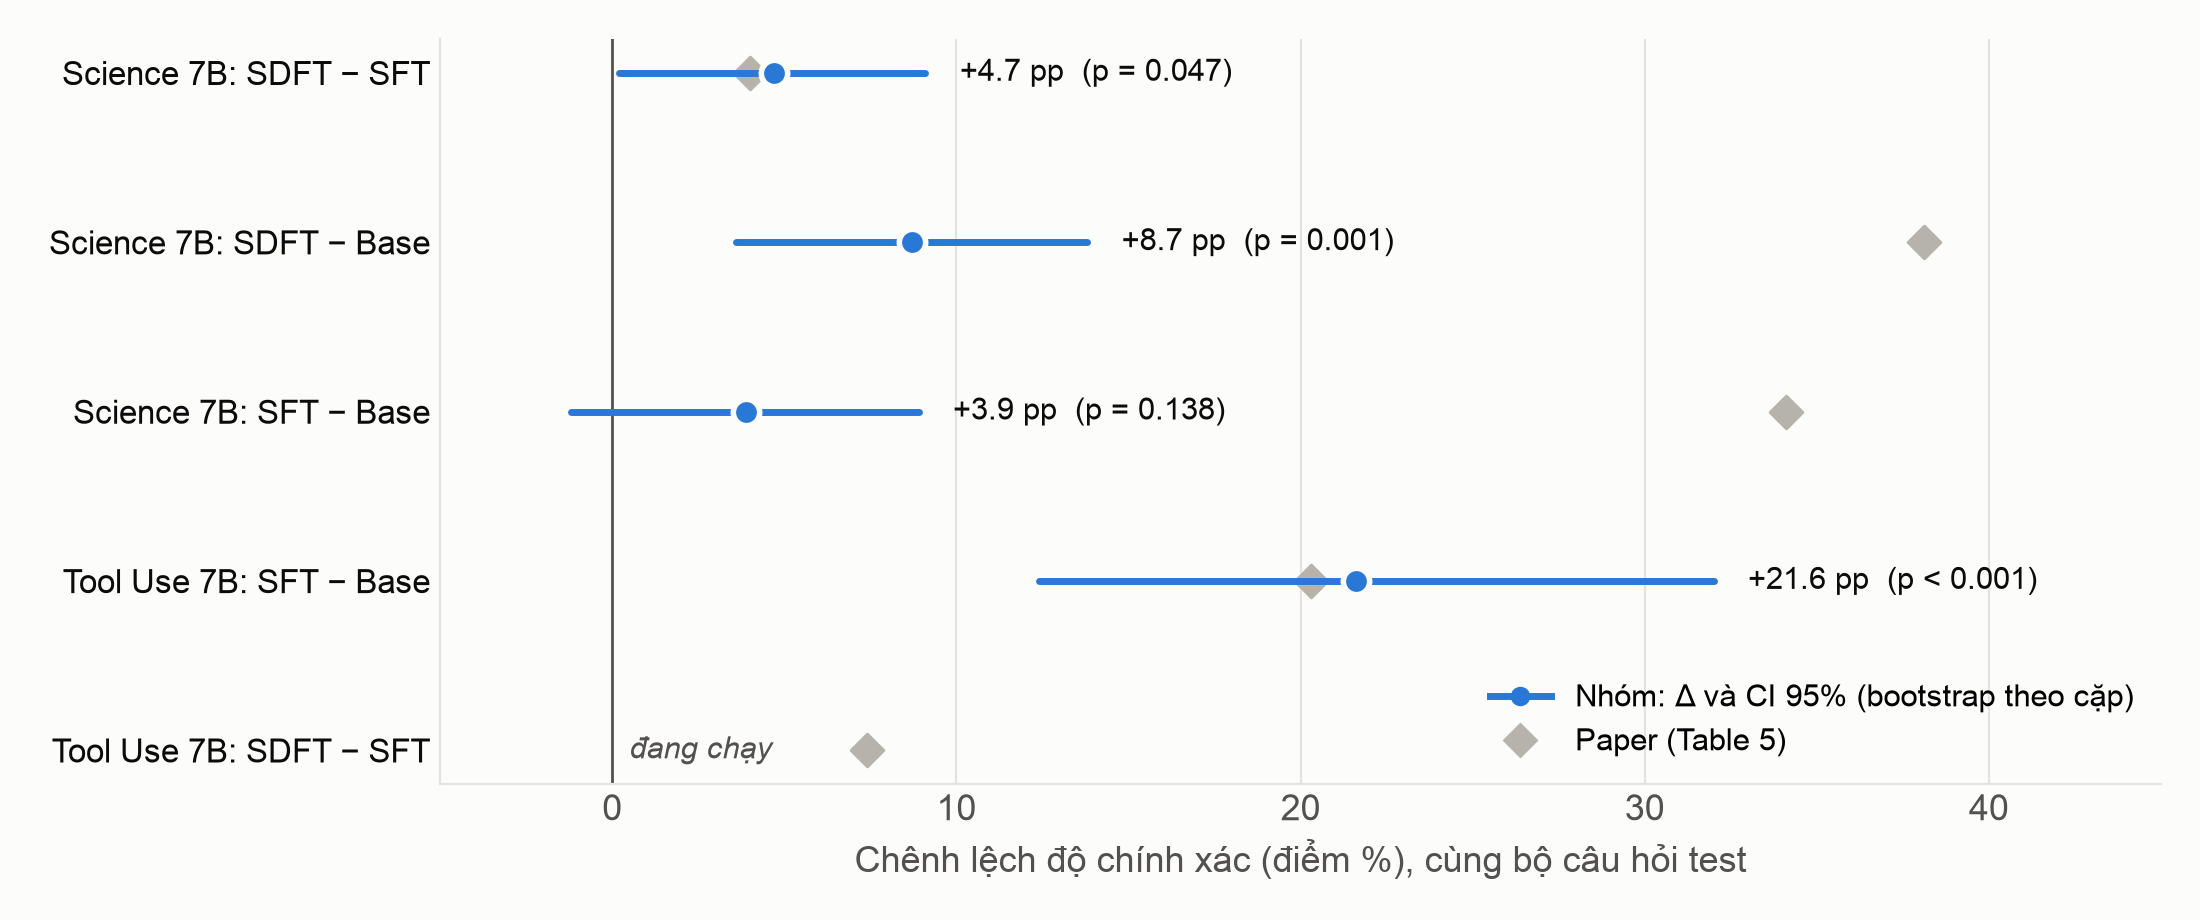 Science 7B: SDFT − SFT
+4.7 pp (p = 0.047)
Science 7B: SDFT − Base
+8.7 pp (p = 0.001)
Science 7B: SFT − Base
+3.9 pp (p = 0.138)
Tool Use 7B: SFT − Base
+21.6 pp (p < 0.001)
Tool Use 7B: SDFT − SFT
đang chạy
Nhóm: Δ và CI 95% (bootstrap theo cặp)
Paper (Table 5)
0 10 20 30 40
Chênh lệch độ chính xác (điểm %), cùng bộ câu hỏi test